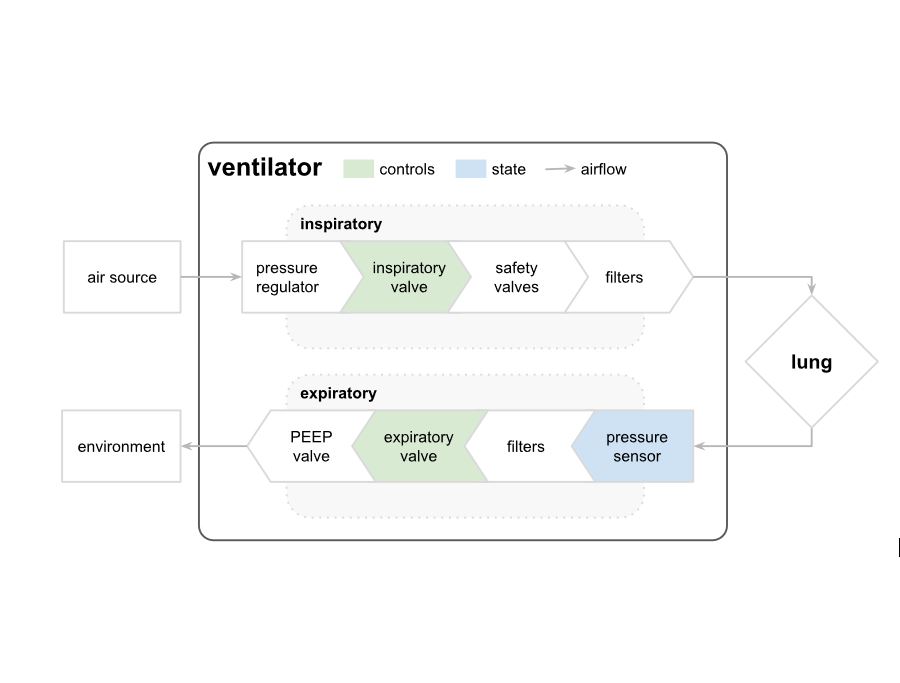 ventilator
controls
state
airflow
inspiratory
air source
pressure
regulator
inspiratory
valve
safety
valves
filters
lung
expiratory
environment
PEEP
valve
expiratory
valve
filters
pressure
sensor